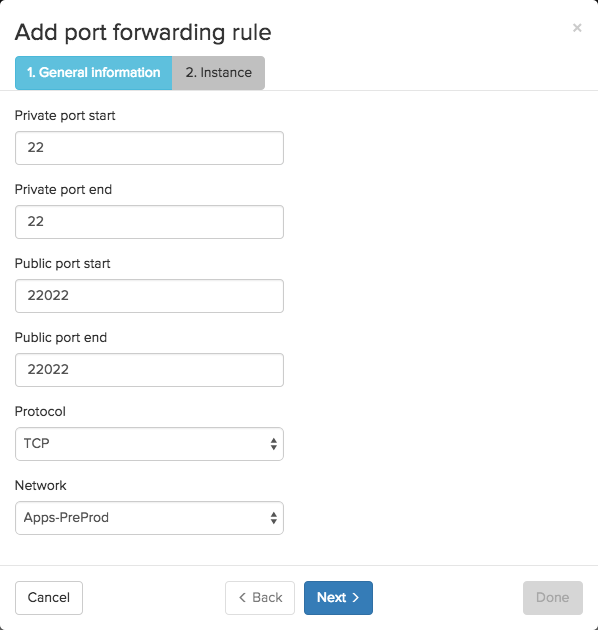 Add port forwarding rule
×
1. General information 2. Instance
Private port start
22
Private port end
22
Public port start
22022
Public port end
22022
Protocol
TCP
Network
Apps-PreProd
Cancel < Back Next > Done